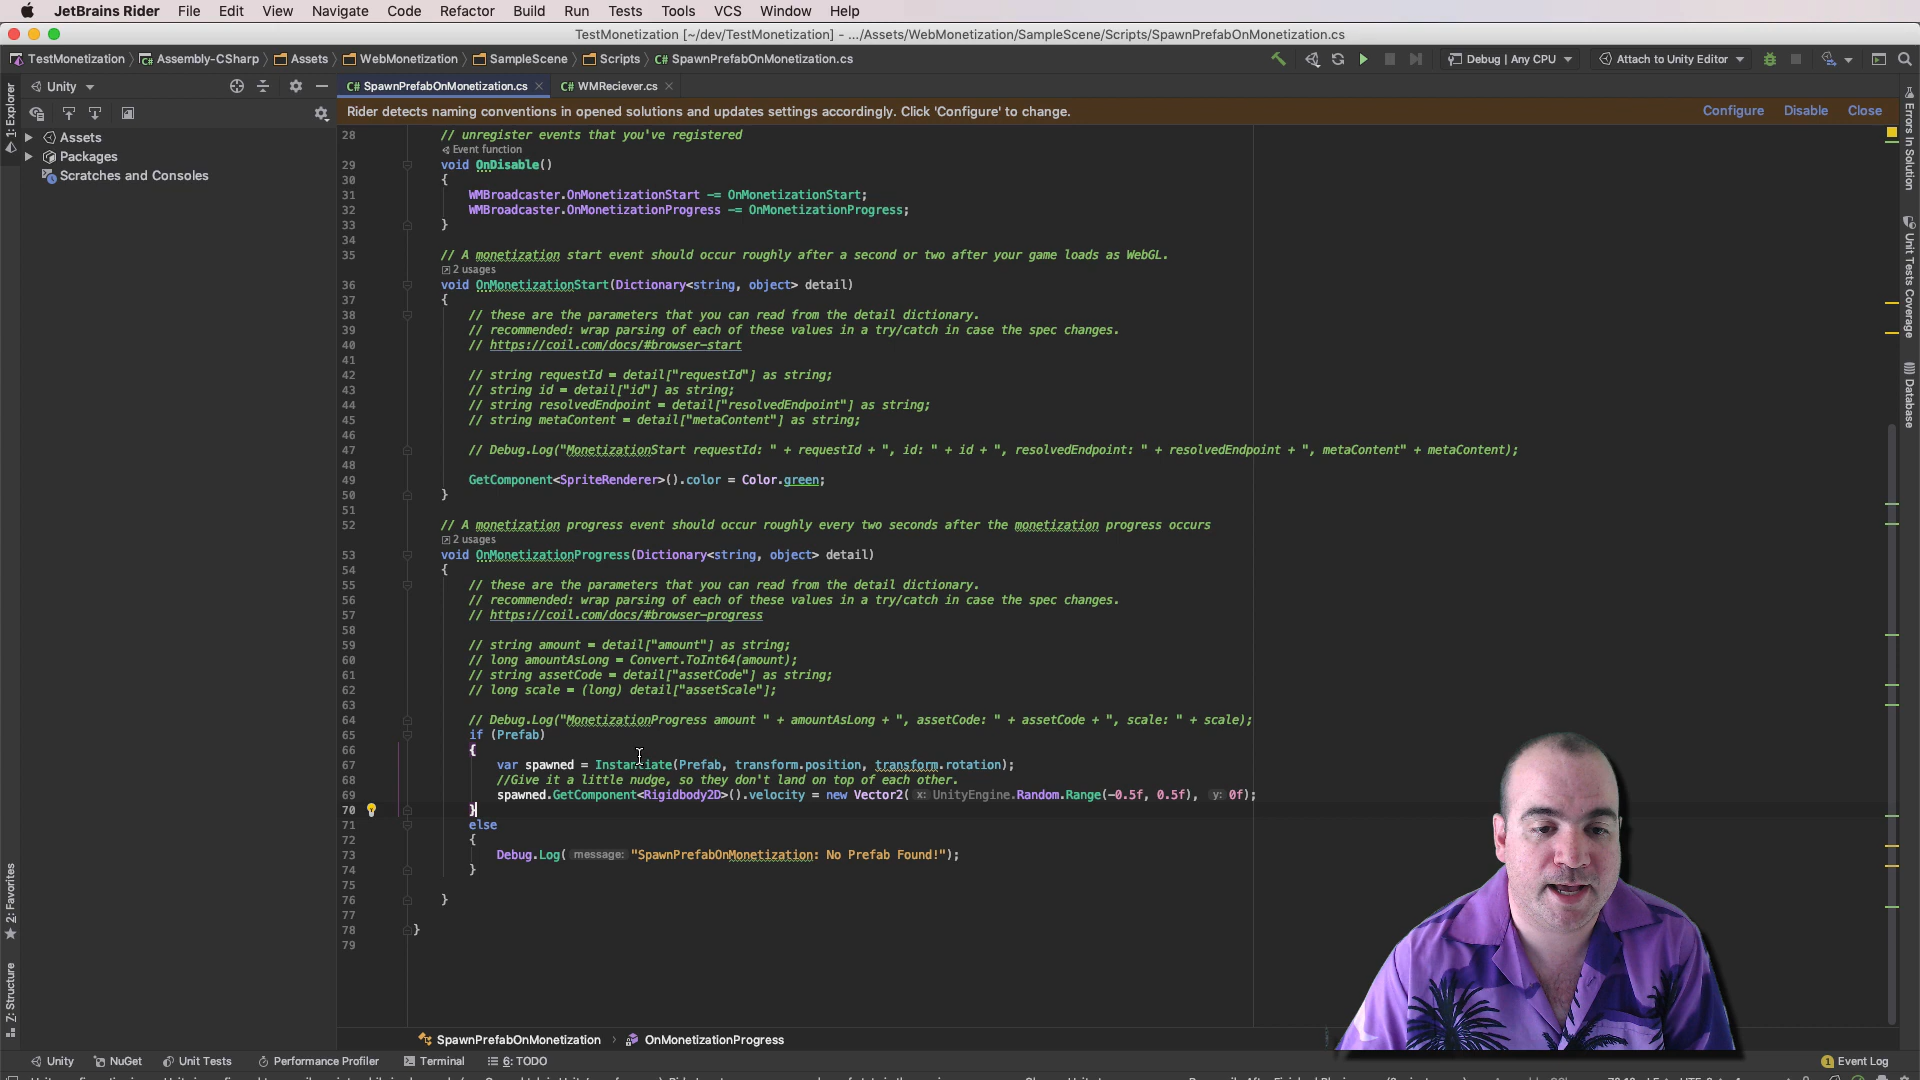 JetBrains Rider File Edit View Navigate Code Refactor Build Run Tests Tools VCS Window Help
TestMonetization [~/dev/TestMonetization] - .../Assets/WebMonetization/SampleScene/Scripts/SpawnPrefabOnMonetization.cs
TestMonetization Assembly-CSharp Assets WebMonetization SampleScene Scripts C# SpawnPrefabOnMonetization.cs Debug | Any CPU Attach to Unity Editor
Unity C# SpawnPrefabOnMonetization.cs C# WMReciever.cs
Rider detects naming conventions in opened solutions and updates settings accordingly. Click 'Configure' to change. Configure Disable Close
1: Explorer
Assets
Packages
Scratches and Consoles
28 // unregister events that you've registered
Event function
29 void OnDisable()
30 {
31 WMBroadcaster.OnMonetizationStart -= OnMonetizationStart;
32 WMBroadcaster.OnMonetizationProgress -= OnMonetizationProgress;
33 }
34
35 // A monetization start event should occur roughly after a second or two after your game loads as WebGL.
2 usages
36 void OnMonetizationStart(Dictionary<string, object> detail)
37 {
38 // these are the parameters that you can read from the detail dictionary.
39 // recommended: wrap parsing of each of these values in a try/catch in case the spec changes.
40 // https://coil.com/docs/#browser-start
41
42 // string requestId = detail["requestId"] as string;
43 // string id = detail["id"] as string;
44 // string resolvedEndpoint = detail["resolvedEndpoint"] as string;
45 // string metaContent = detail["metaContent"] as string;
46
47 // Debug.Log("MonetizationStart requestId: " + requestId + ", id: " + id + ", resolvedEndpoint: " + resolvedEndpoint + ", metaContent" + metaContent);
48
49 GetComponent<SpriteRenderer>().color = Color.green;
50 }
51
52 // A monetization progress event should occur roughly every two seconds after the monetization progress occurs
2 usages
53 void OnMonetizationProgress(Dictionary<string, object> detail)
54 {
55 // these are the parameters that you can read from the detail dictionary.
56 // recommended: wrap parsing of each of these values in a try/catch in case the spec changes.
57 // https://coil.com/docs/#browser-progress
58
59 // string amount = detail["amount"] as string;
60 // long amountAsLong = Convert.ToInt64(amount);
61 // string assetCode = detail["assetCode"] as string;
62 // long scale = (long) detail["assetScale"];
63
64 // Debug.Log("MonetizationProgress amount " + amountAsLong + ", assetCode: " + assetCode + ", scale: " + scale);
65 if (Prefab)
66 {
67 var spawned = Instantiate(Prefab, transform.position, transform.rotation);
68 //Give it a little nudge, so they don't land on top of each other.
69 spawned.GetComponent<Rigidbody2D>().velocity = new Vector2( x: UnityEngine.Random.Range(-0.5f, 0.5f), y: 0f);
70 }
71 else
72 {
73 Debug.Log( message: "SpawnPrefabOnMonetization: No Prefab Found!");
74 }
75
76 }
77
78 }
79
Errors In Solution
Unit Tests Coverage
Database
2: Favorites
Z: Structure
SpawnPrefabOnMonetization OnMonetizationProgress
Unity NuGet Unit Tests Performance Profiler Terminal 6: TODO 1 Event Log